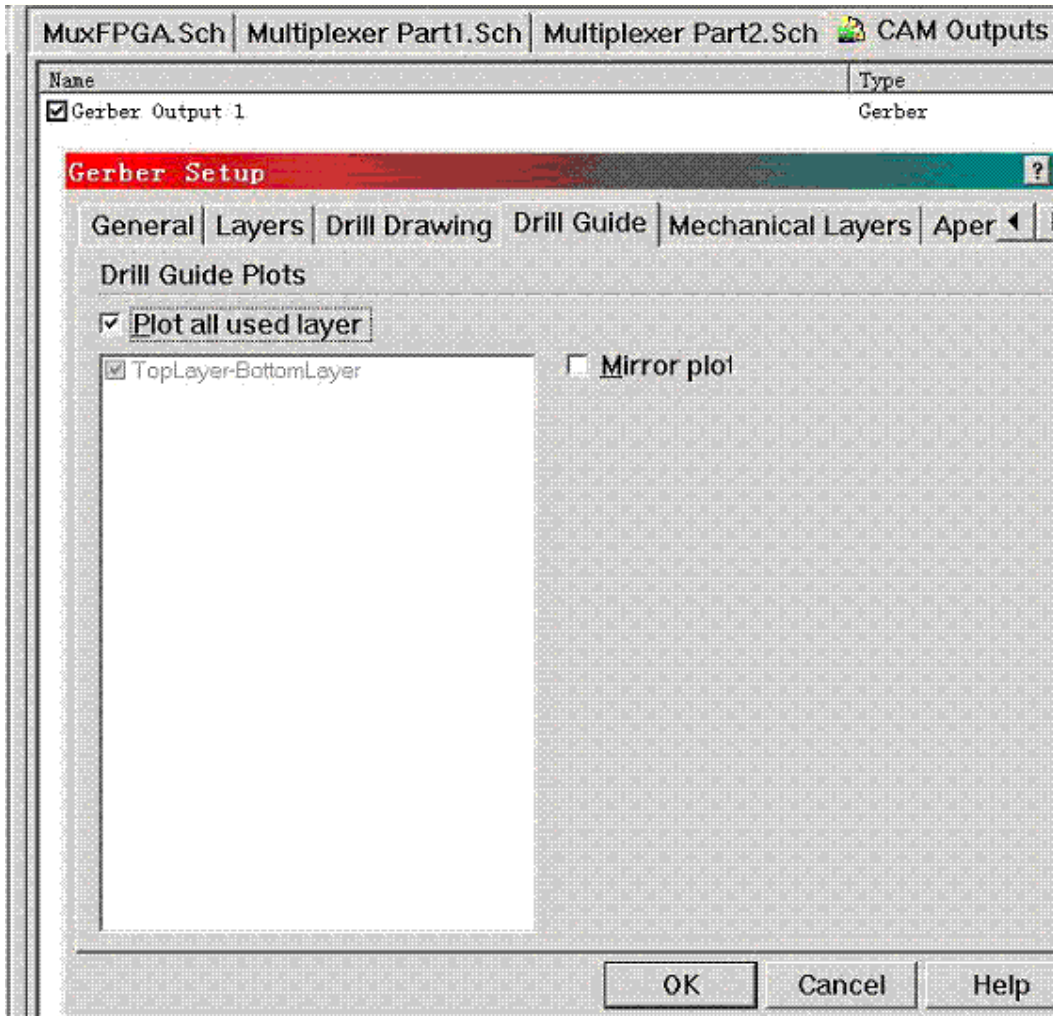 MuxFPGA.Sch Multiplexer Part1.Sch Multiplexer Part2.Sch CAM Outputs
Name Type
Gerber Output 1 Gerber
Gerber Setup ?
General Layers Drill Drawing Drill Guide Mechanical Layers Aper
Drill Guide Plots
Plot all used layer
TopLayer-BottomLayer Mirror plot
OK Cancel Help